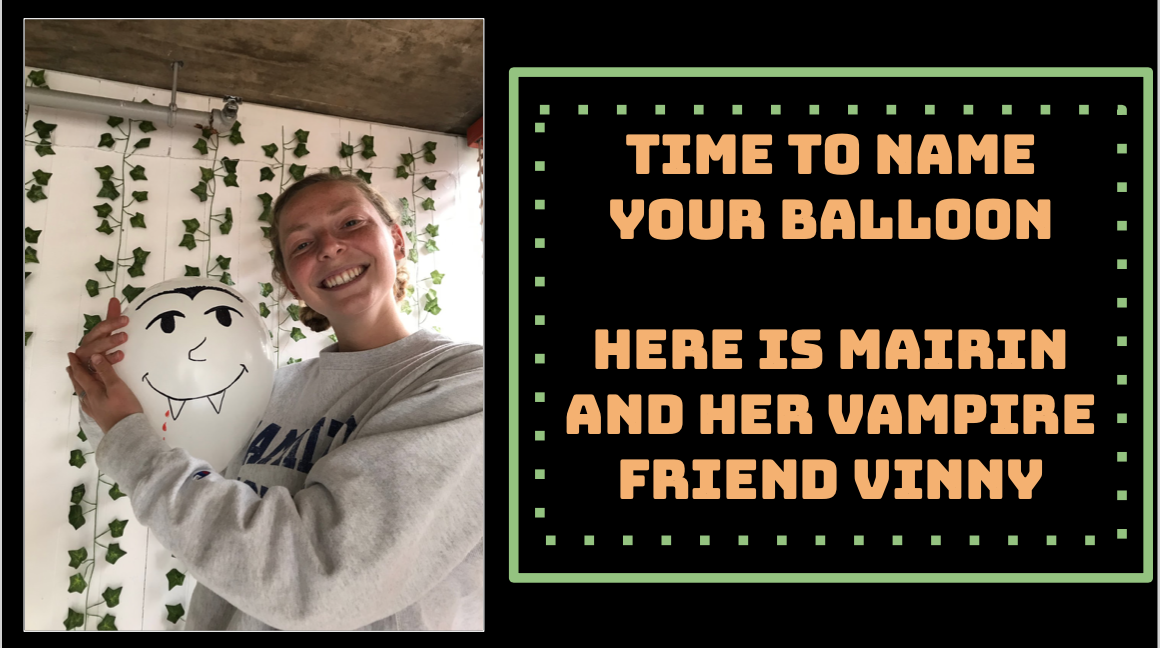 TIME TO NAME
YOUR BALLOON
HERE IS MAIRIN
AND HER VAMPIRE
FRIEND VINNY